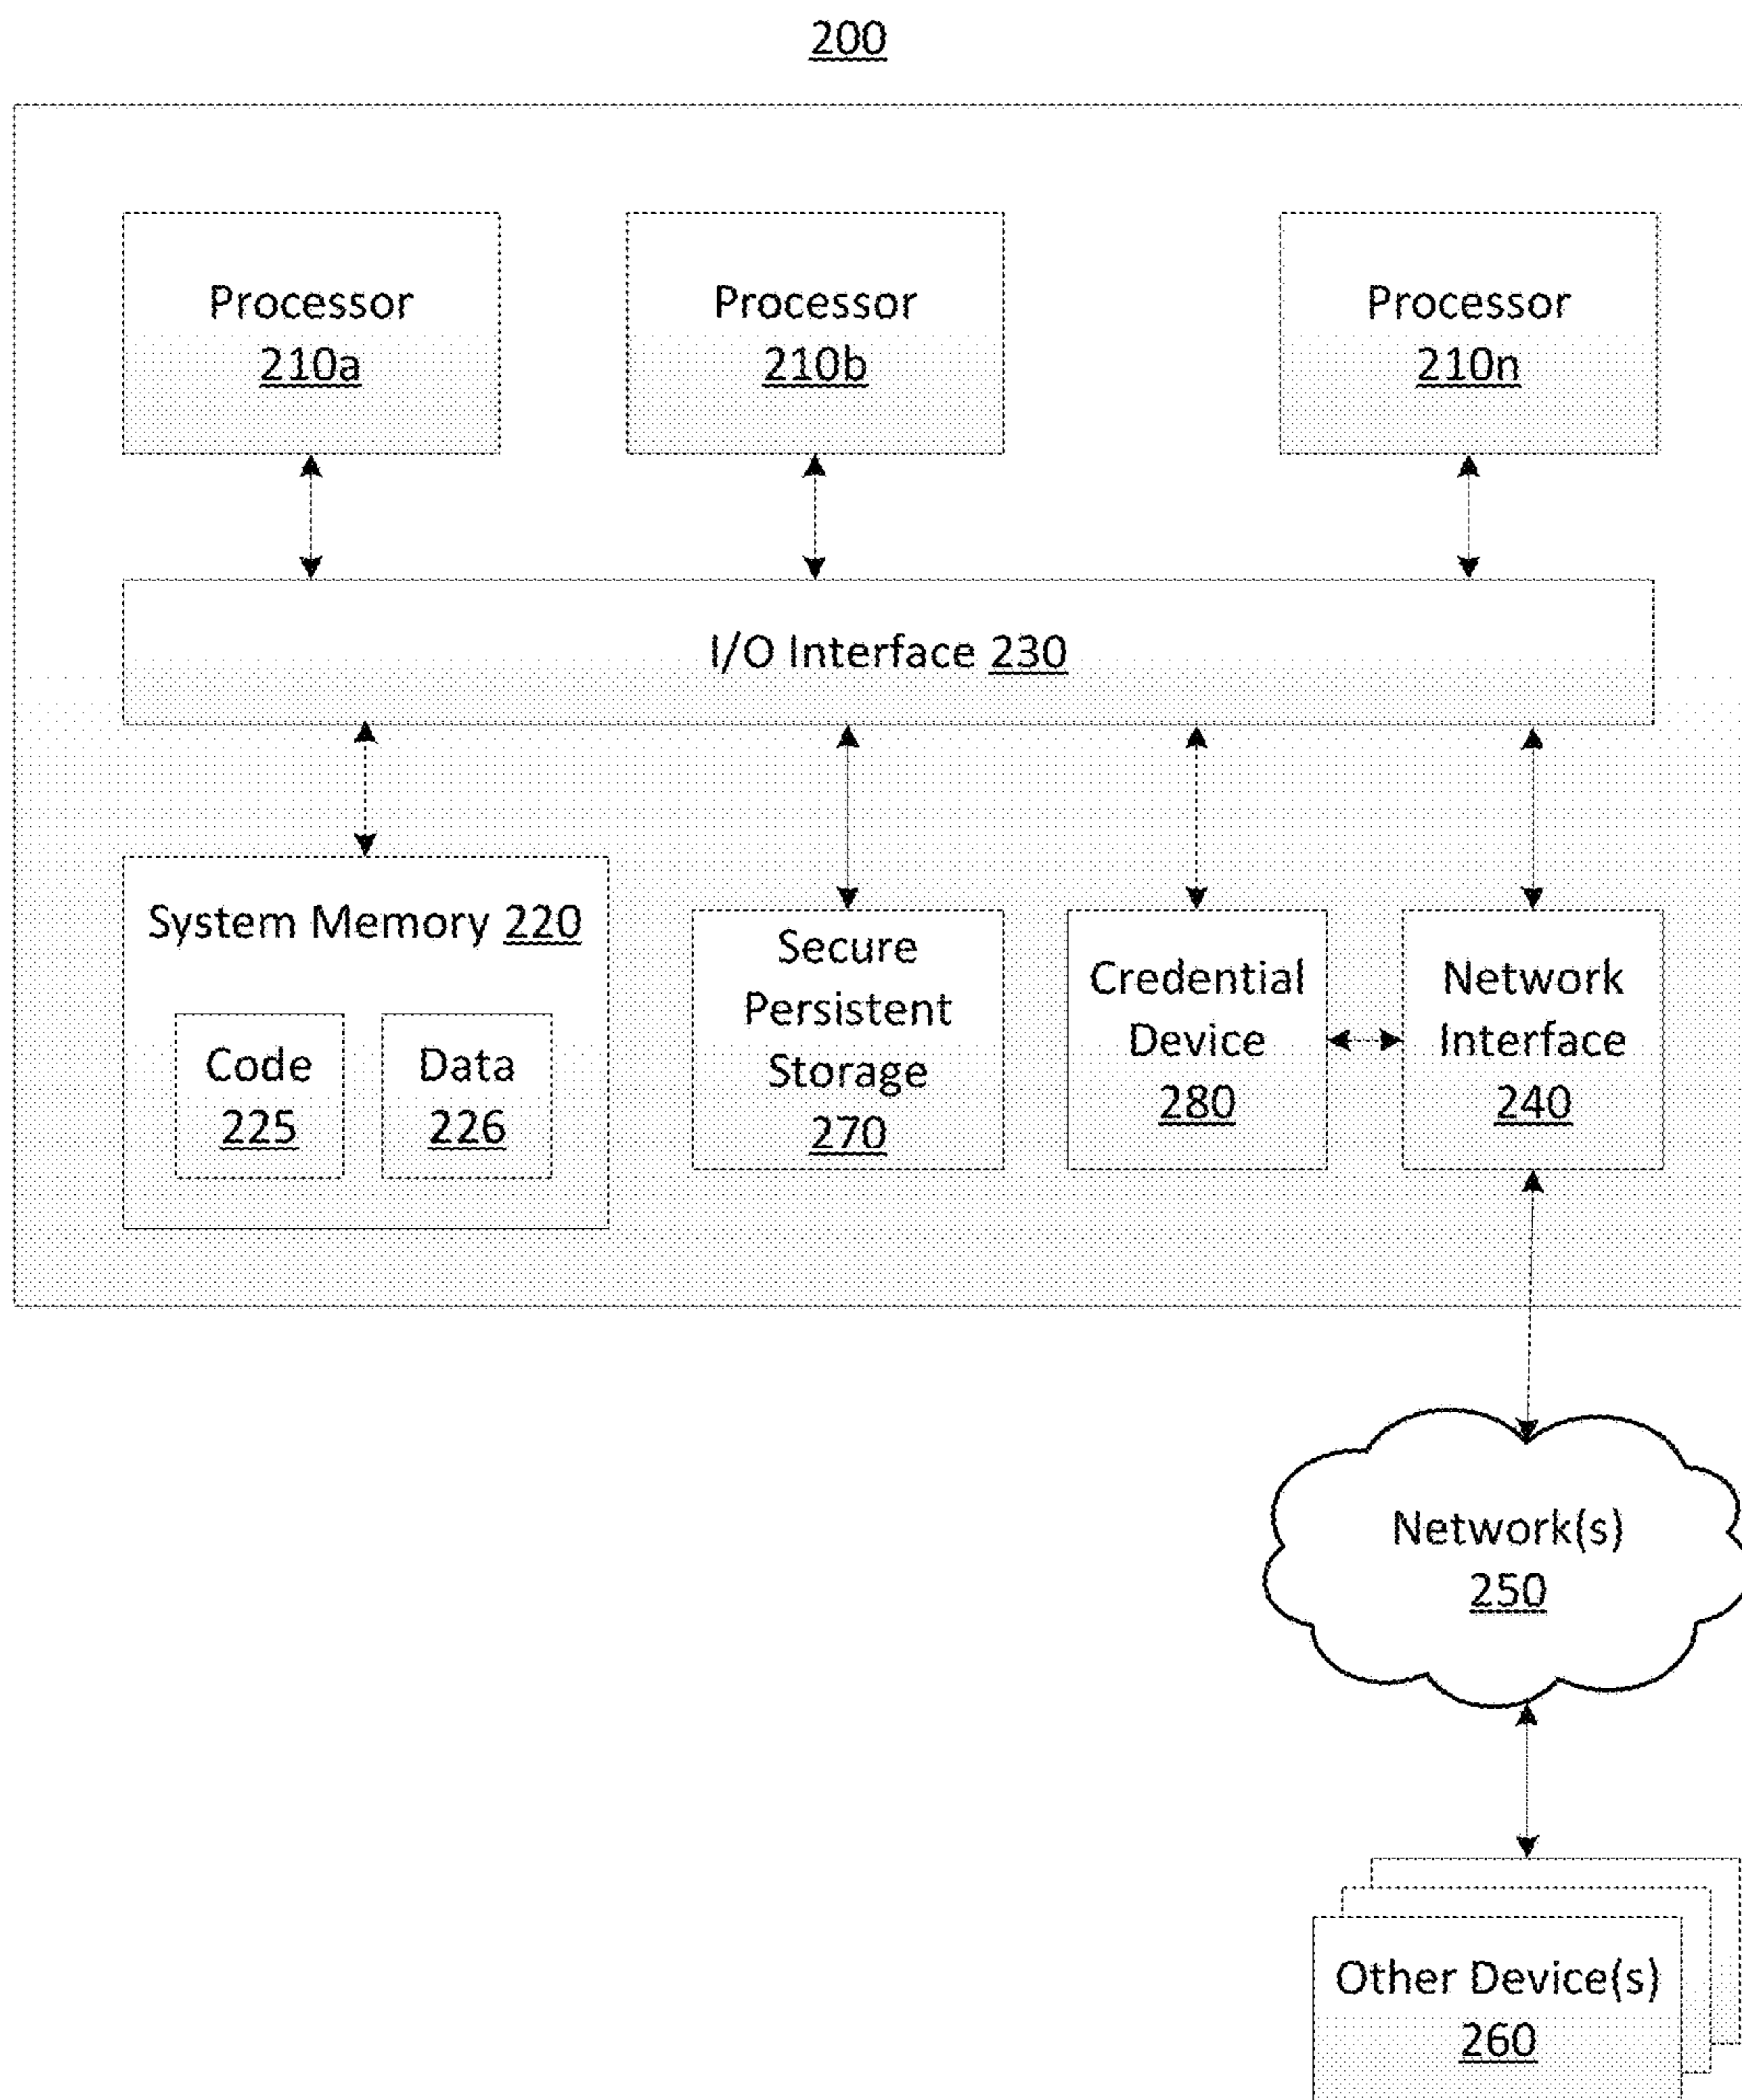 200
Processor
210a
Processor
210b
Processor
210n
I/O Interface 230
System Memory 220
Code
225
Data
226
Secure
Persistent
Storage
270
Credential
Device
280
Network
Interface
240
Network(s)
250
Other Device(s)
260